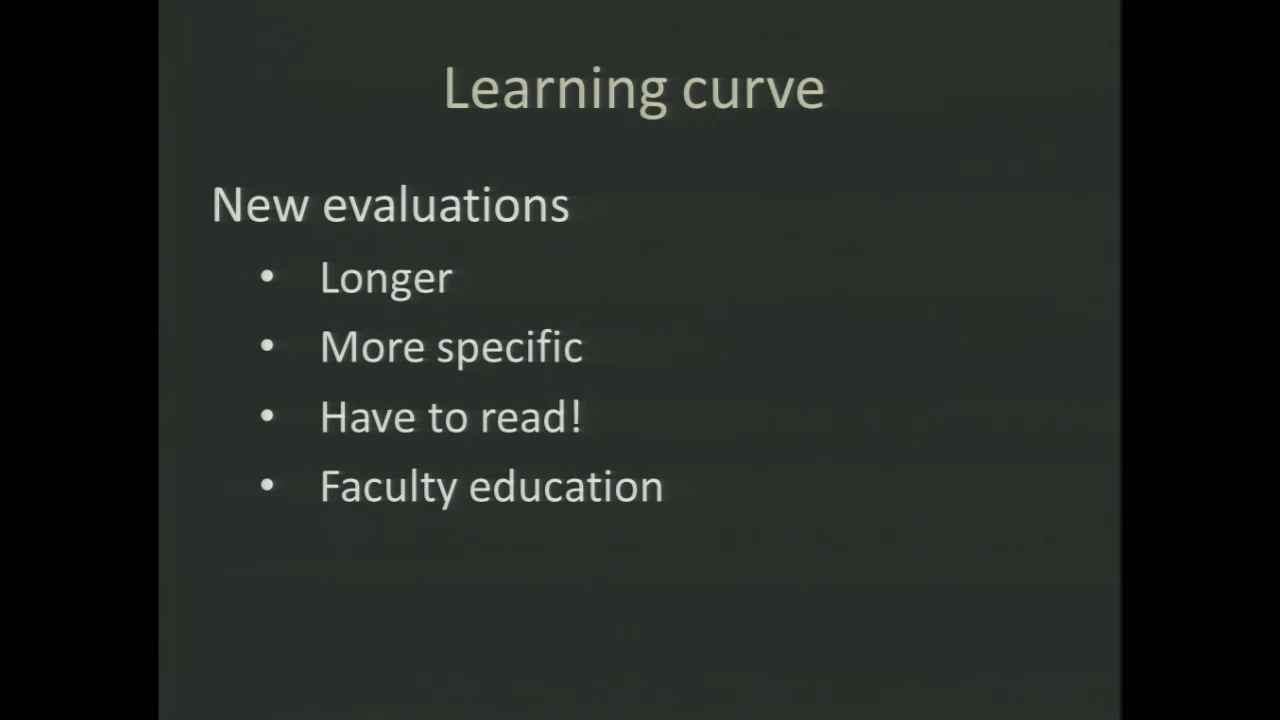 Learning curve
New evaluations
• Longer
• More specific
• Have to read!
• Faculty education